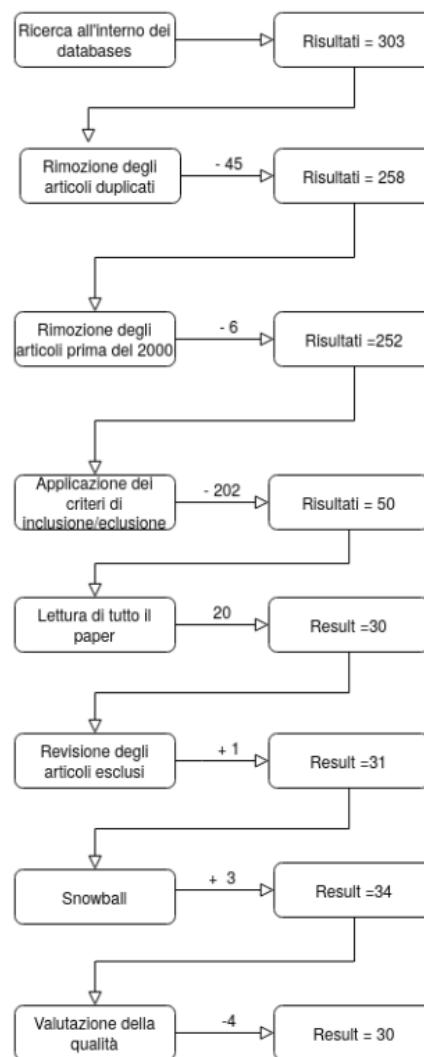 Ricerca all'interno dei
databases
Risultati = 303
Rimozione degli
articoli duplicati
- 45
Risultati = 258
Rimozione degli
articoli prima del 2000
- 6
Risultati =252
Applicazione dei
criteri di
inclusione/eclusione
- 202
Risultati = 50
Lettura di tutto il
paper
20
Result =30
Revisione degli
articoli esclusi
+ 1
Result =31
Snowball
+ 3
Result =34
Valutazione della
qualità
-4
Result = 30